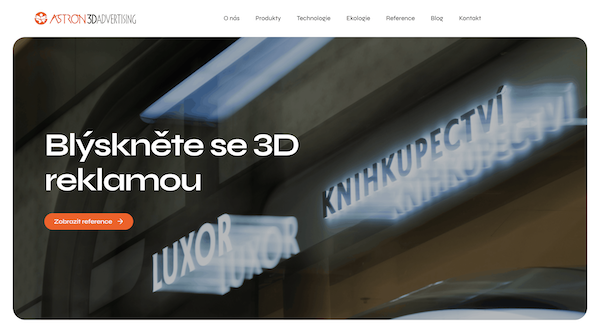 ASTRON 3D ADVERTISING
O nás
Produkty
Technologie
Ekologie
Reference
Blog
Kontakt
Blýskněte se 3D
reklamou
Zobrazit reference
KNIHKUPECTVÍ
LUXOR